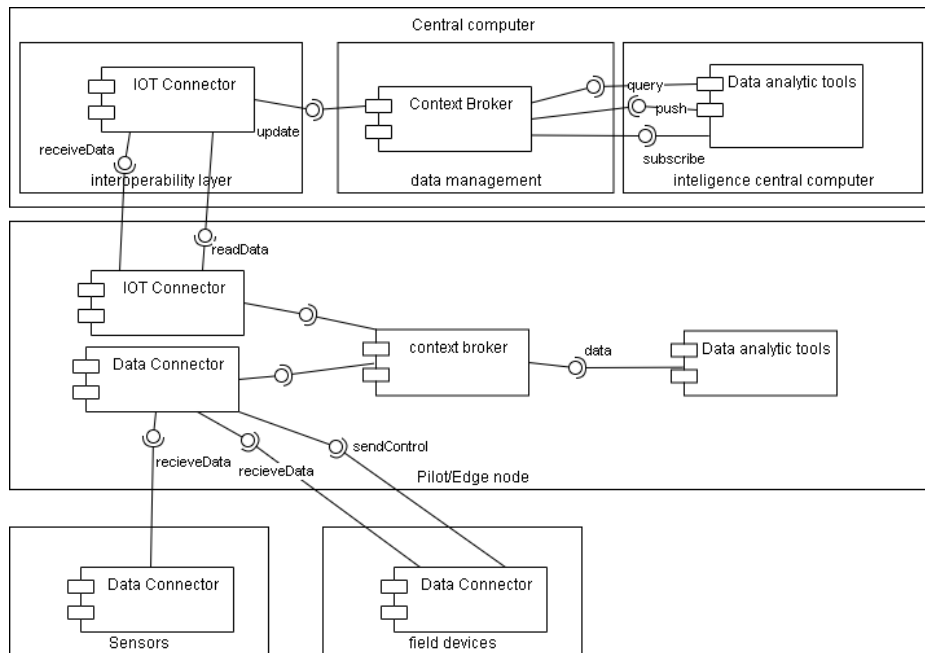 Central computer
IOT Connector
Context Broker
Data analytic tools
query
push
update
receiveData
subscribe
interoperability layer
data management
inteligence central computer
readData
IOT Connector
context broker
Data analytic tools
data
Data Connector
sendControl
recieveData
recieveData
Pilot/Edge node
Data Connector
Data Connector
Sensors
field devices